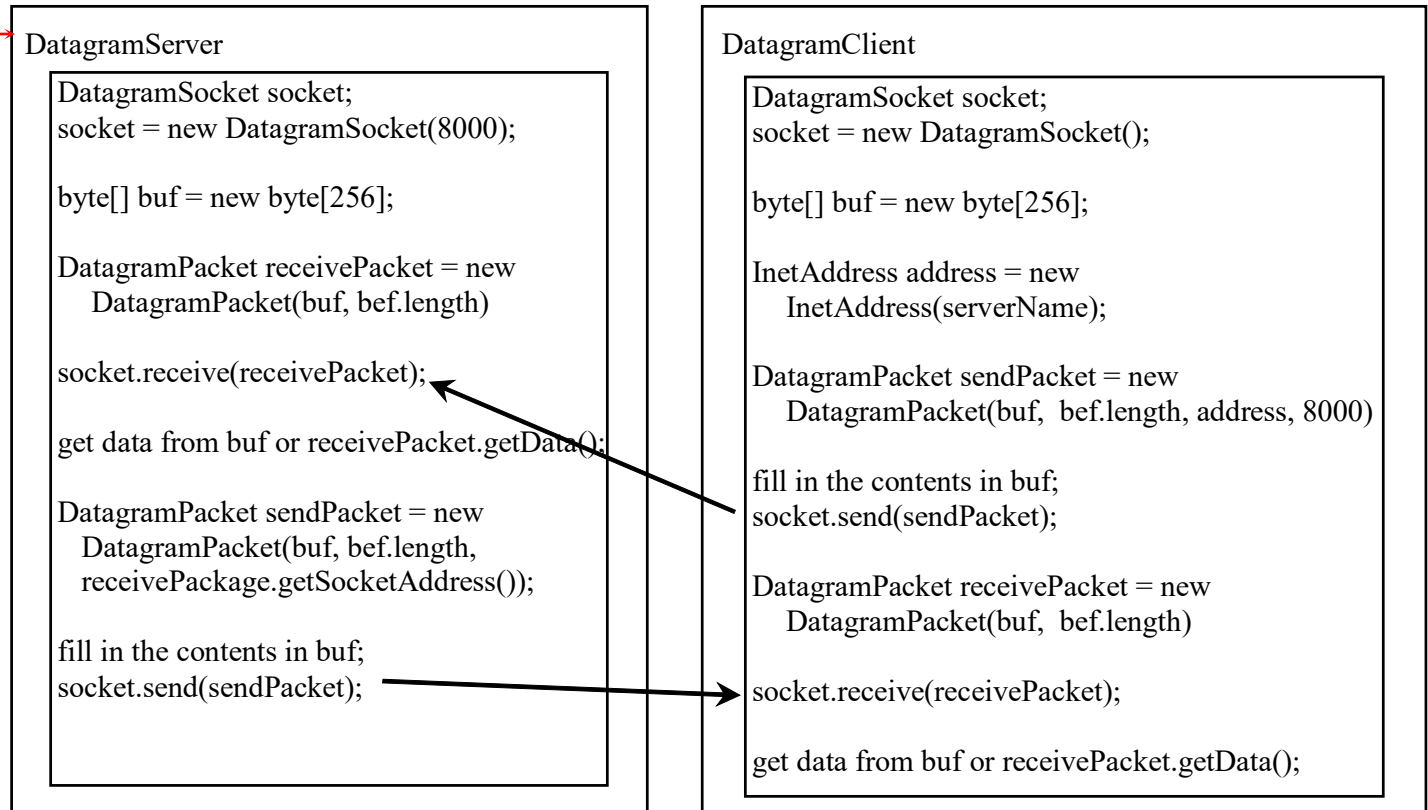 DatagramServer
DatagramSocket socket;
socket = new DatagramSocket(8000);
byte[] buf = new byte[256];
DatagramPacket receivePacket = new
DatagramPacket(buf, bef.length)
socket.receive(receivePacket);
get data from buf or receivePacket.getData();
DatagramPacket sendPacket = new
DatagramPacket(buf, bef.length,
receivePackage.getSocketAddress());
fill in the contents in buf;
socket.send(sendPacket);
DatagramClient
DatagramSocket socket;
socket = new DatagramSocket();
byte[] buf = new byte[256];
InetAddress address = new
InetAddress(serverName);
DatagramPacket sendPacket = new
DatagramPacket(buf, bef.length, address, 8000)
fill in the contents in buf;
socket.send(sendPacket);
DatagramPacket receivePacket = new
DatagramPacket(buf, bef.length)
socket.receive(receivePacket);
get data from buf or receivePacket.getData();